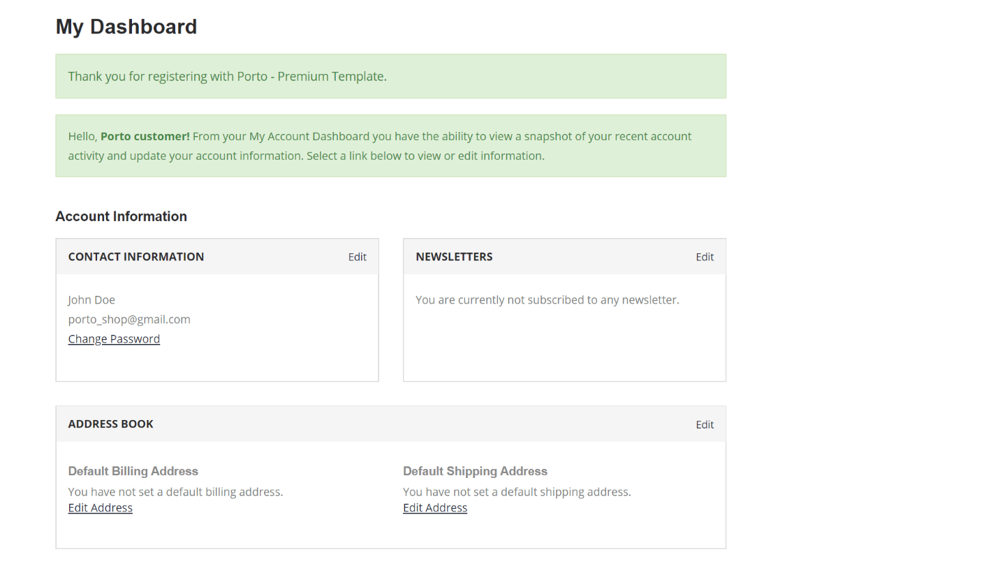 My Dashboard
Thank you for registering with Porto - Premium Template.
Hello, Porto customer! From your My Account Dashboard you have the ability to view a snapshot of your recent account
activity and update your account information. Select a link below to view or edit information.
Account Information
CONTACT INFORMATION
Edit
John Doe
porto_shop@gmail.com
Change Password
NEWSLETTERS
Edit
You are currently not subscribed to any newsletter.
ADDRESS BOOK
Edit
Default Billing Address
You have not set a default billing address.
Edit Address
Default Shipping Address
You have not set a default shipping address.
Edit Address